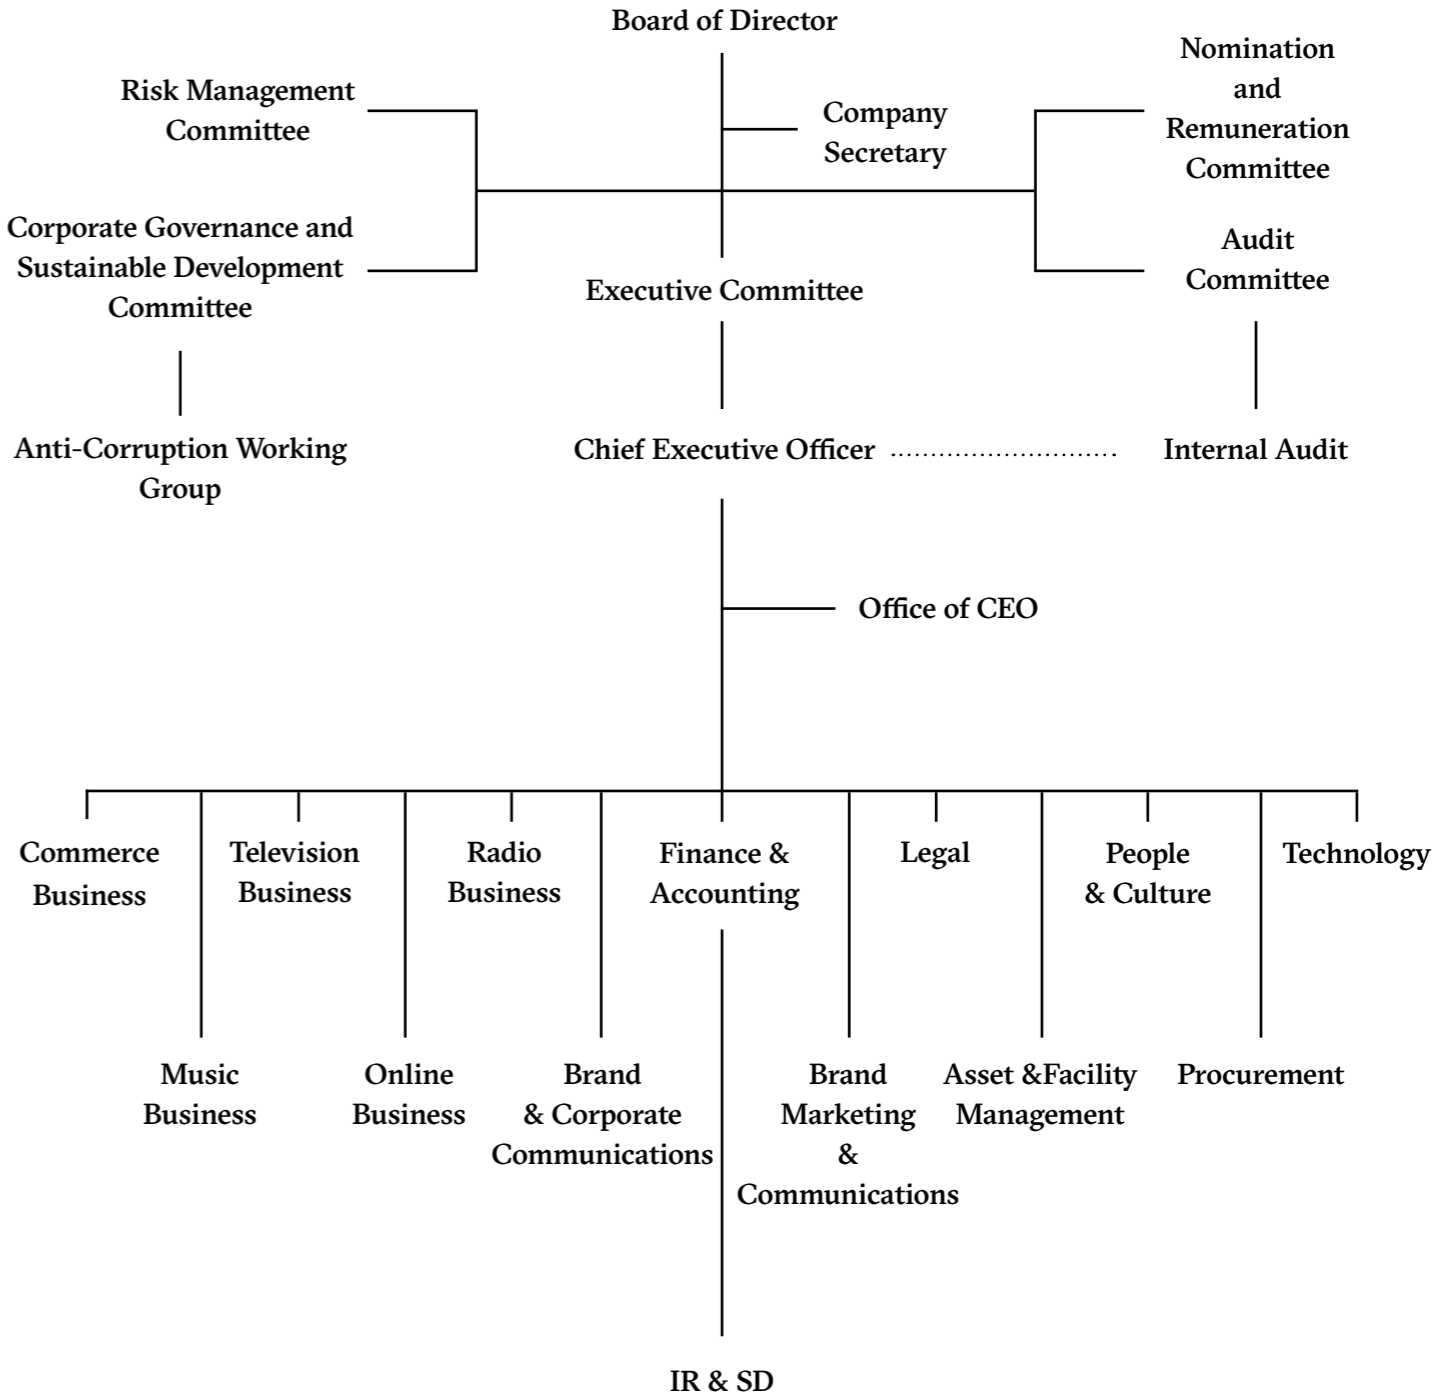 Board of Director
Risk Management
Committee
Company
Secretary
Nomination
and
Remuneration
Committee
Corporate Governance and
Sustainable Development
Committee
Executive Committee
Audit
Committee
Anti-Corruption Working
Group
Chief Executive Officer
Internal Audit
Office of CEO
Commerce
Business
Television
Business
Radio
Business
Finance &
Accounting
Legal
People
& Culture
Technology
Music
Business
Online
Business
Brand
& Corporate
Communications
Brand
Marketing
&
Communications
Asset &Facility
Management
Procurement
IR & SD